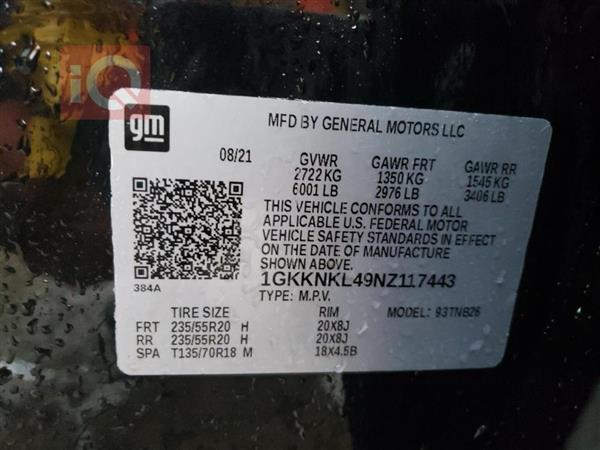 iQ
gm
MFD BY GENERAL MOTORS LLC
08/21 GVWR GAWR FRT GAWR RR
2722 KG 1350 KG 1545 KG
6001 LB 2976 LB 3406 LB
THIS VEHICLE CONFORMS TO ALL
APPLICABLE U.S. FEDERAL MOTOR
VEHICLE SAFETY STANDARDS IN EFFECT
ON THE DATE OF MANUFACTURE
SHOWN ABOVE.
384A 1GKKNKL49NZ117443
TYPE: M.P.V. MODEL: 93TNB26
TIRE SIZE RIM
FRT 235/55R20 H 20X8J
RR 235/55R20 H 20X8J
SPA T135/70R18 M 18X4.5B